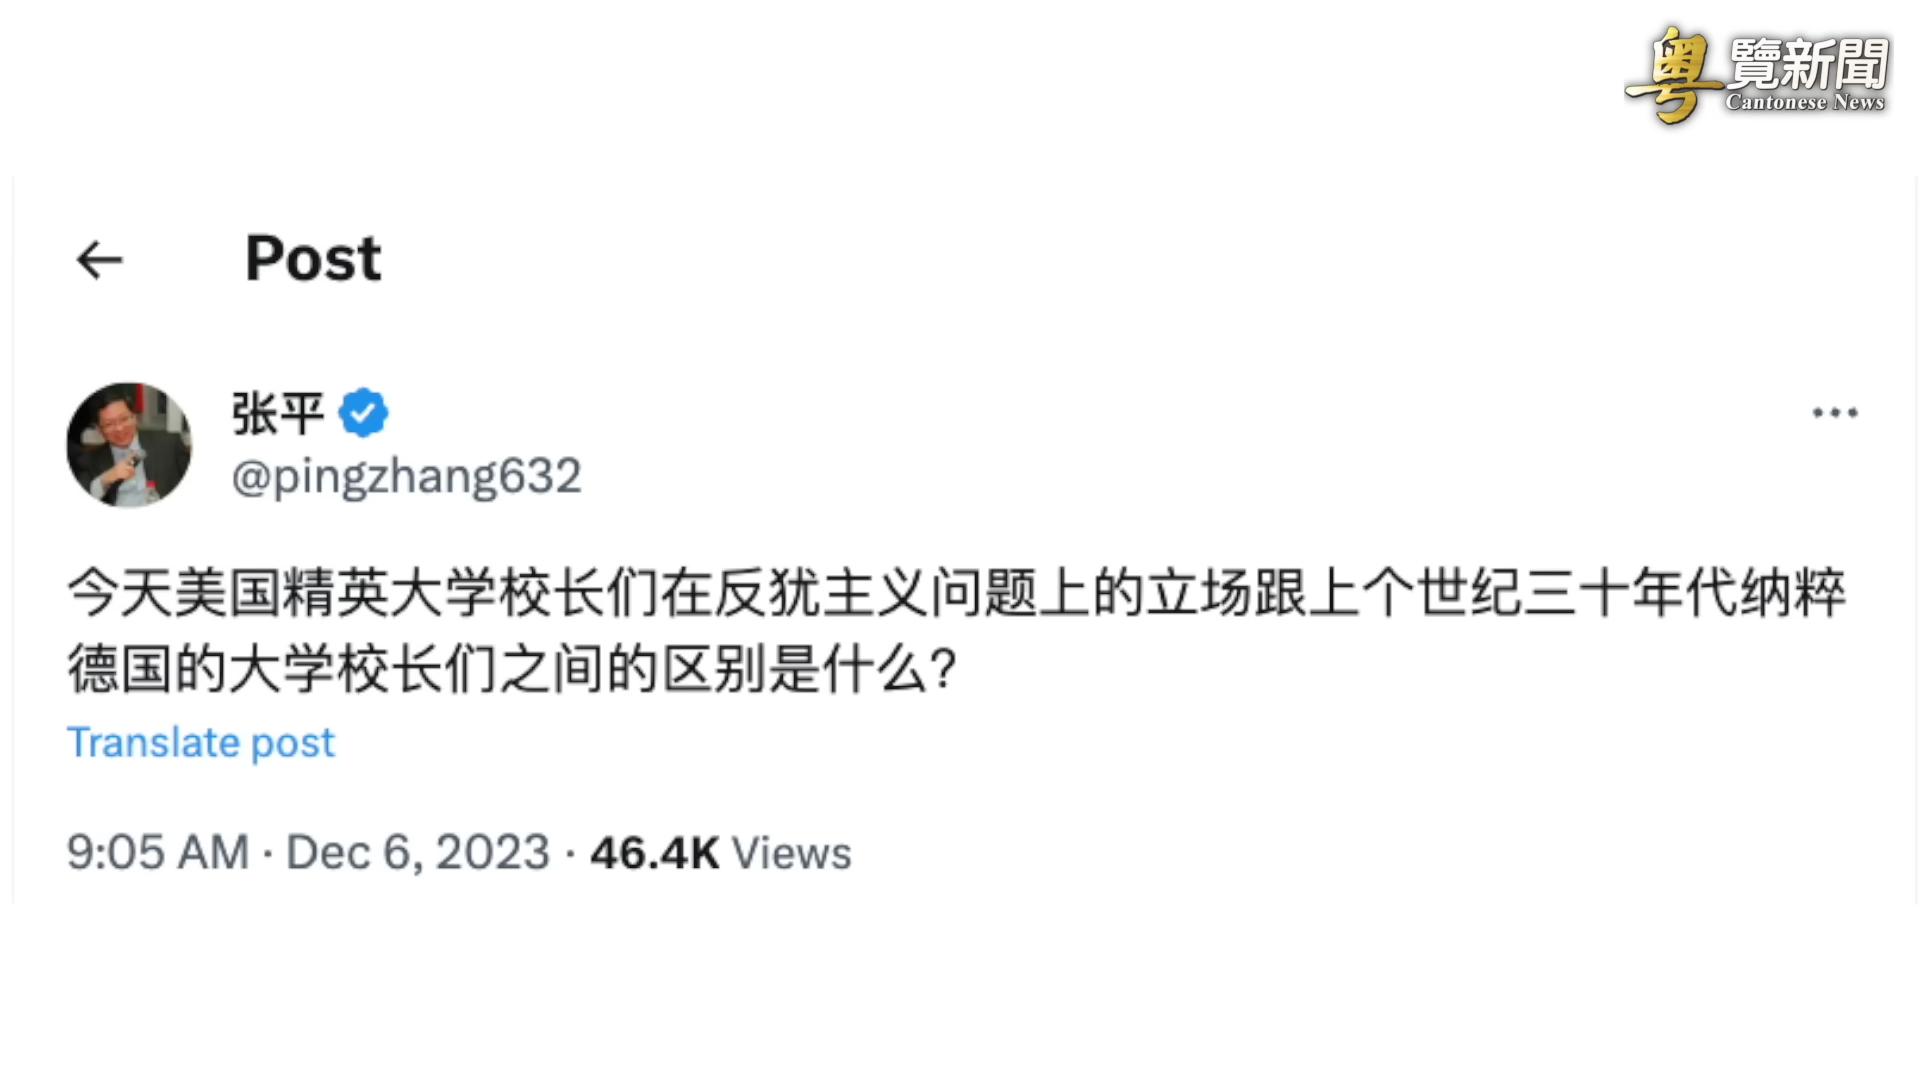 粤覽新聞
Cantonese News
Post
张平
@pingzhang632
今天美国精英大学校长们在反犹主义问题上的立场跟上个世纪三十年代纳粹
德国的大学校长们之间的区别是什么?
Translate post
9:05 AM · Dec 6, 2023 · 46.4K Views